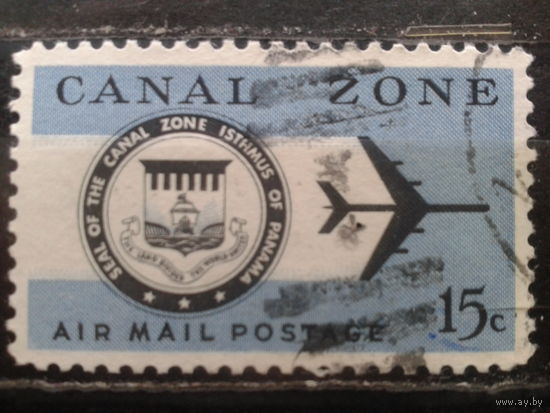 CANAL ZONE
SEAL OF THE CANAL ZONE ISTHMUS OF PANAMA
THE LAND DIVIDED THE WORLD UNITED
AIR MAIL POSTAGE
15c
www.ay.by